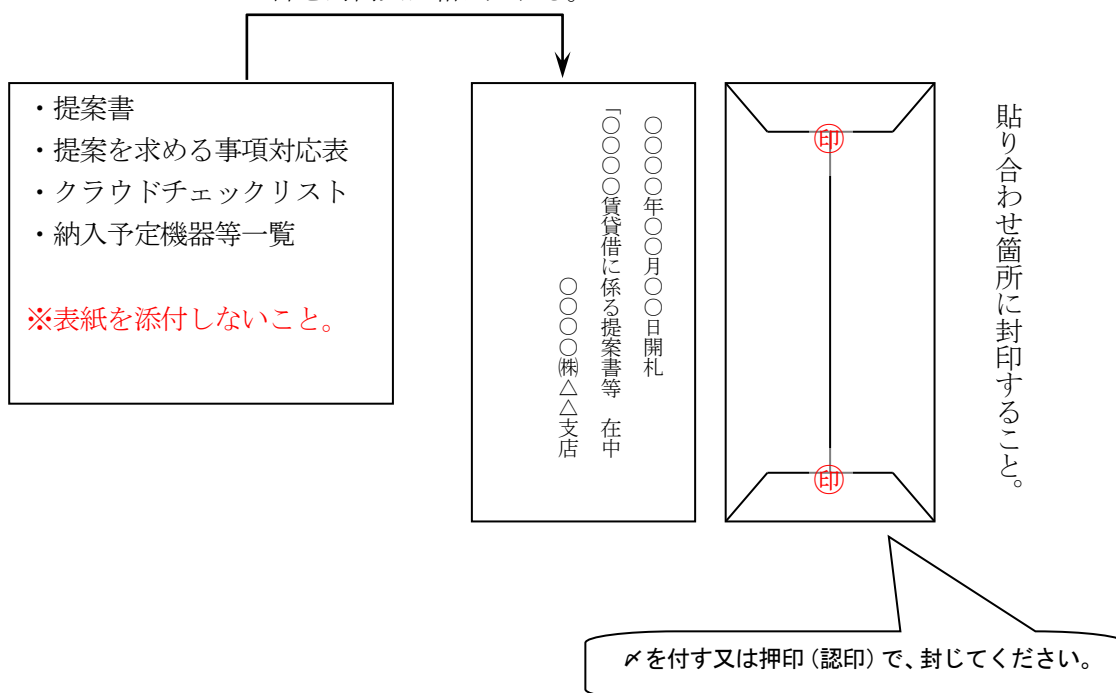 ・提案書
・提案を求める事項対応表
・クラウドチェックリスト
・納入予定機器等一覧
※表紙を添付しないこと。
〇〇〇〇年〇〇月〇〇日開札
「〇〇〇〇賃貸借に係る提案書等　在中
〇〇〇〇㈱△△支店
㊞
㊞
貼り合わせ箇所に封印すること。
〆を付す又は押印（認印）で、封じてください。